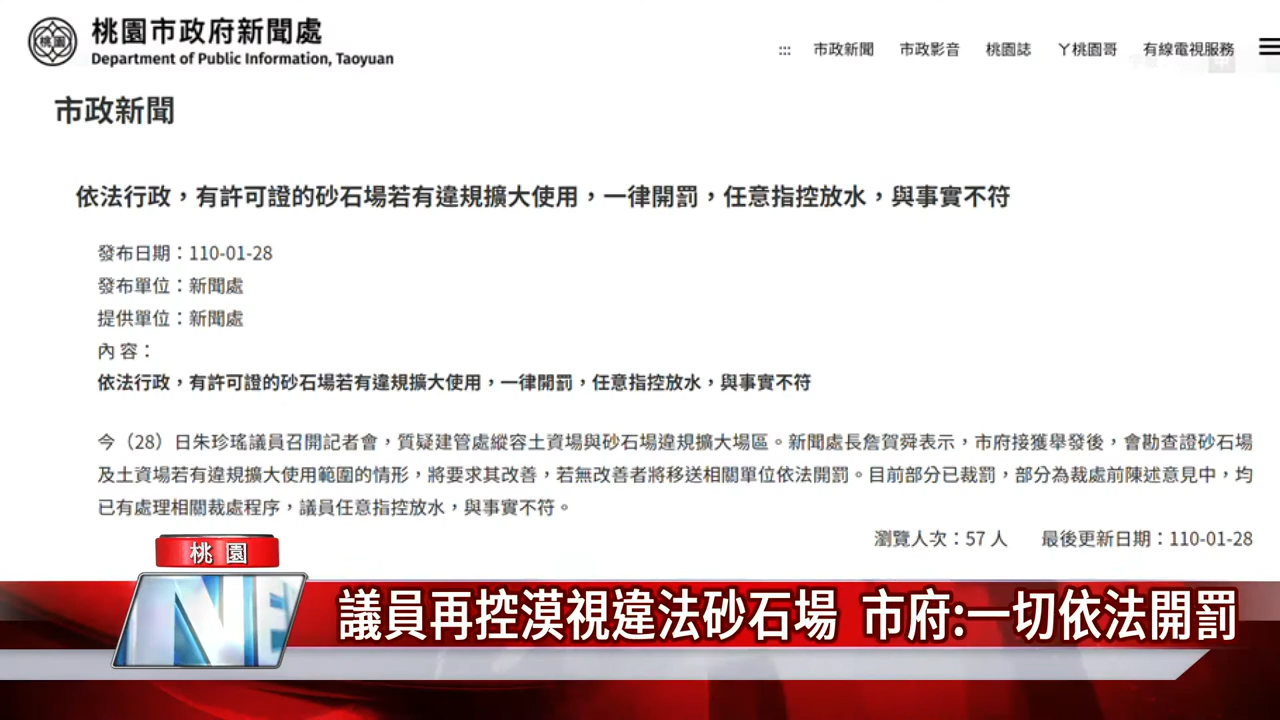 桃園市政府新聞處
Department of Public Information, Taoyuan
::: 市政新聞 市政影音 桃園誌 ㄚ桃園哥 有線電視服務
中
市政新聞
依法行政，有許可證的砂石場若有違規擴大使用，一律開罰，任意指控放水，與事實不符
發布日期：110-01-28
發布單位：新聞處
提供單位：新聞處
內 容：
依法行政，有許可證的砂石場若有違規擴大使用，一律開罰，任意指控放水，與事實不符
今（28）日朱珍瑤議員召開記者會，質疑建管處縱容土資場與砂石場違規擴大場區。新聞處長詹賀舜表示，市府接獲舉發後，會勘查證砂石場
及土資場若有違規擴大使用範圍的情形，將要求其改善，若無改善者將移送相關單位依法開罰。目前部分已裁罰，部分為裁處前陳述意見中，均
已有處理相關裁處程序，議員任意指控放水，與事實不符。
瀏覽人次：57 人 最後更新日期：110-01-28
桃園
NE
議員再控漠視違法砂石場 市府:一切依法開罰